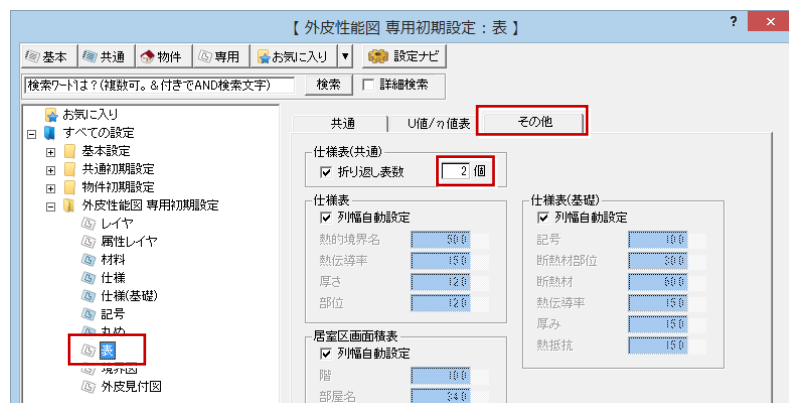 【 外皮性能図 専用初期設定：表 】
? ×
基本 共通 物件 専用 お気に入り ▼ 設定ナビ
検索ワードは？(複数可。&付きでAND検索文字) 検索 詳細検索
お気に入り
すべての設定
基本設定
共通初期設定
物件初期設定
外皮性能図 専用初期設定
レイヤ
属性レイヤ
材料
仕様
仕様(基礎)
記号
丸め
表
境界図
外皮見付図
共通 U値/η値表 その他
仕様表(共通)
折り返し表数 2 個
仕様表
列幅自動設定
熱的境界名 500
熱伝導率 150
厚さ 120
部位 120
居室区画面積表
列幅自動設定
階 100
部屋名 340
仕様表(基礎)
列幅自動設定
記号 100
断熱材部位 300
断熱材 600
熱伝導率 150
厚み 150
熱抵抗 150